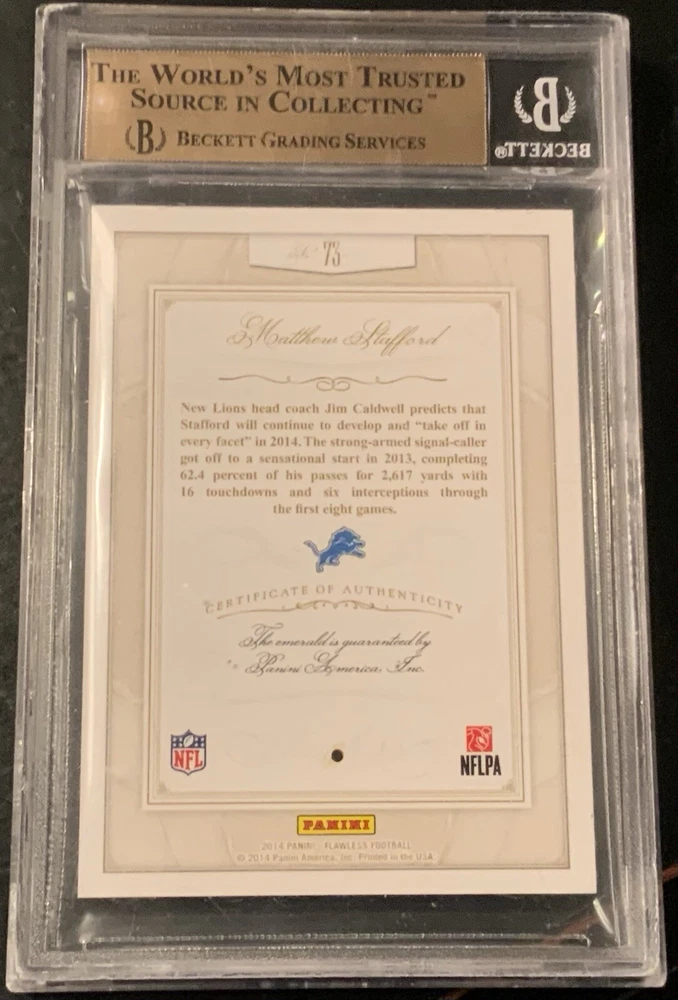 THE WORLD'S MOST TRUSTED
SOURCE IN COLLECTING™
B BECKETT GRADING SERVICES
B
BECKETT®
73
Matthew Stafford
New Lions head coach Jim Caldwell predicts that
Stafford will continue to develop and “take off in
every facet” in 2014. The strong-armed signal-caller
got off to a sensational start in 2013, completing
62.4 percent of his passes for 2,617 yards with
16 touchdowns and six interceptions through
the first eight games.
CERTIFICATE OF AUTHENTICITY
The emerald is guaranteed by
Panini America, Inc.
NFL
NFLPA
PANINI
2014 PANINI - FLAWLESS FOOTBALL
© 2014 Panini America, Inc. Printed in the USA.